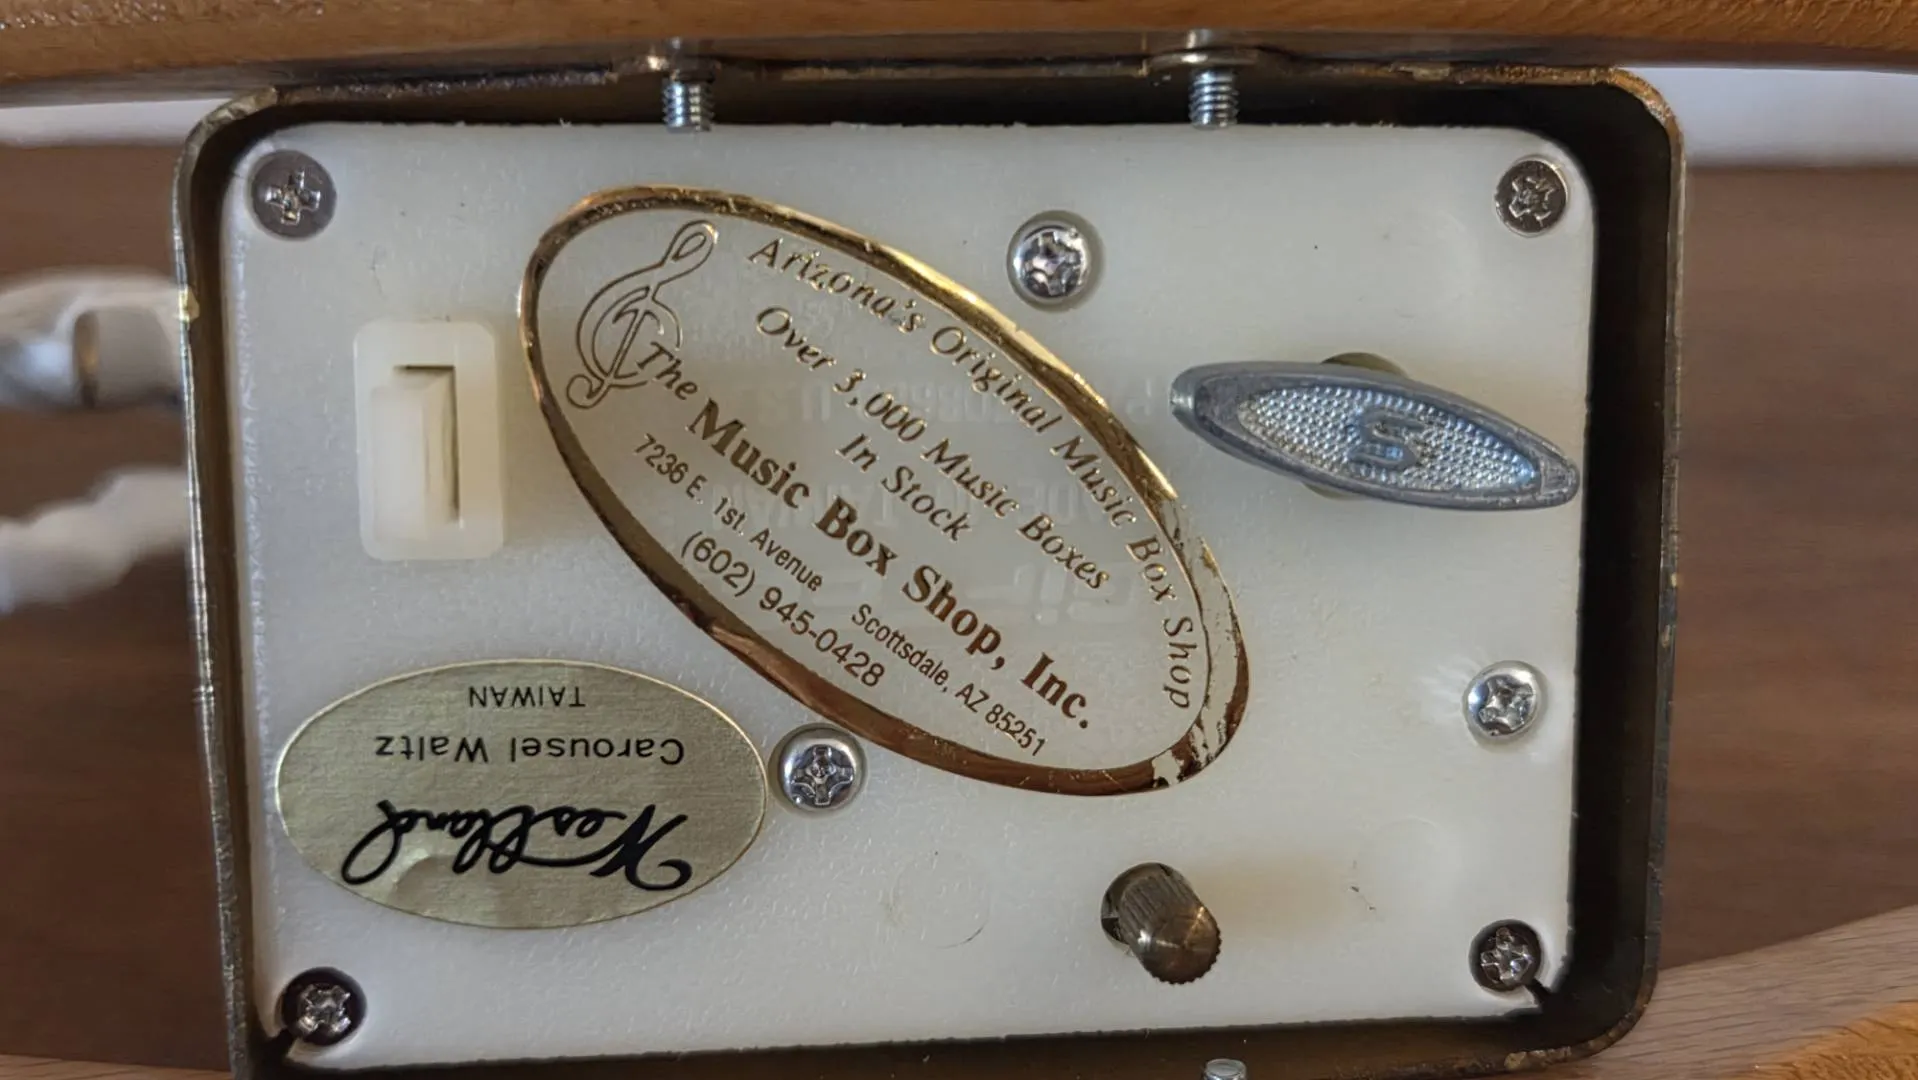 Arizona's Original Music Box Shop
Over 3,000 Music Boxes
In Stock
The Music Box Shop, Inc.
7236 E. 1st. Avenue Scottsdale, AZ 85251
(602) 945-0428
S
Westland
Carousel Waltz
TAIWAN